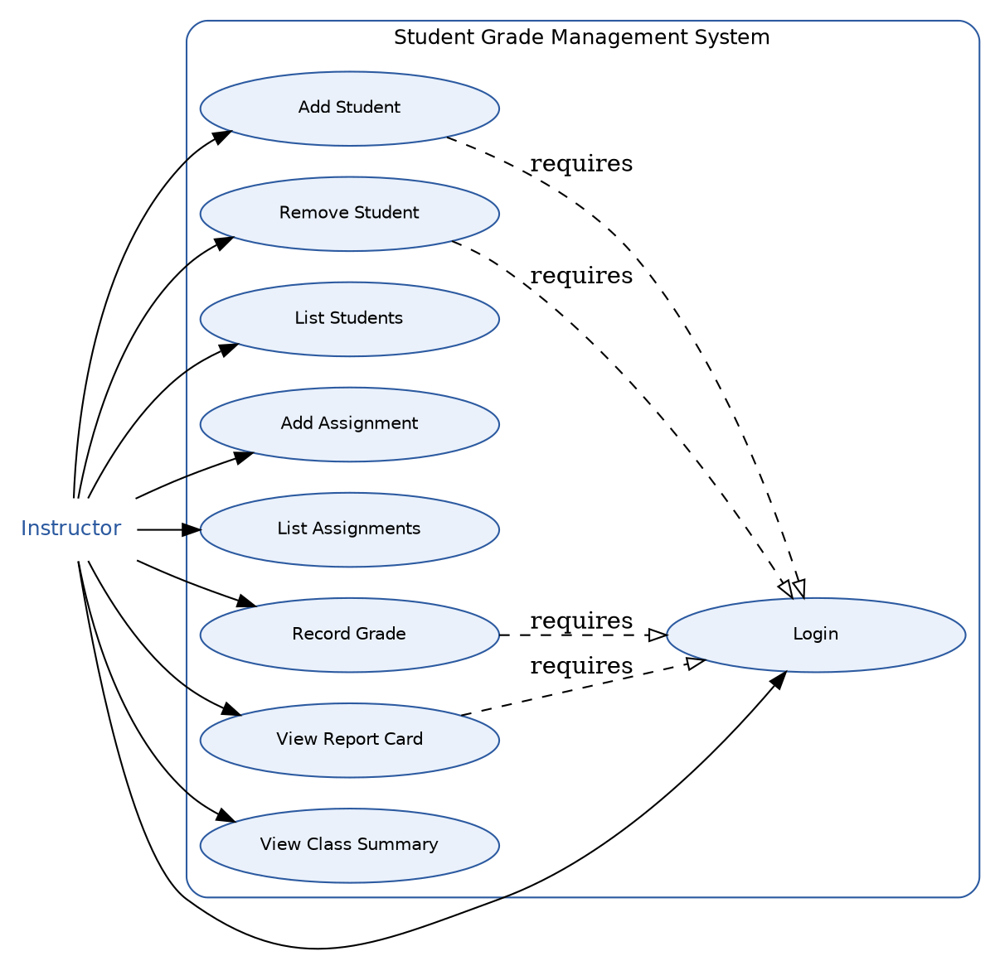 Student Grade Management System
Add Student
requires
Remove Student
requires
List Students
Add Assignment
Instructor
List Assignments
Record Grade
requires
Login
requires
View Report Card
View Class Summary